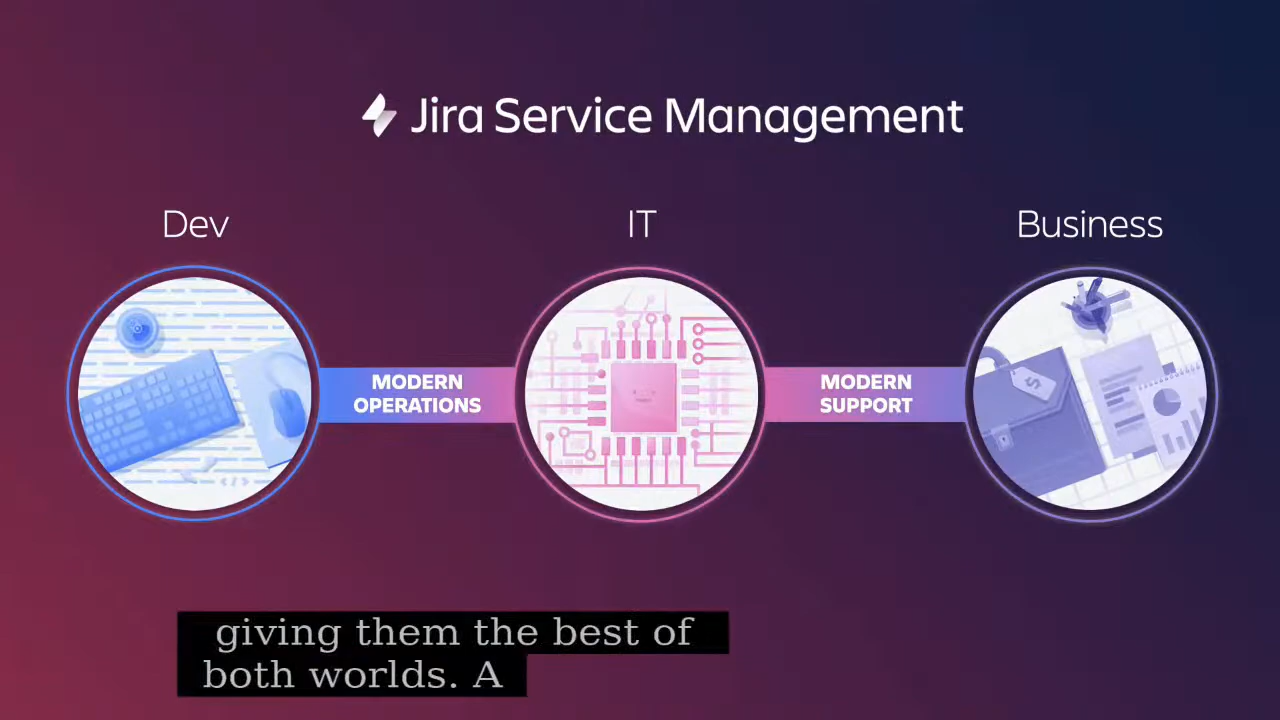 Jira Service Management
Dev
IT
Business
MODERN
OPERATIONS
MODERN
SUPPORT
$
</>
giving them the best of
both worlds. A